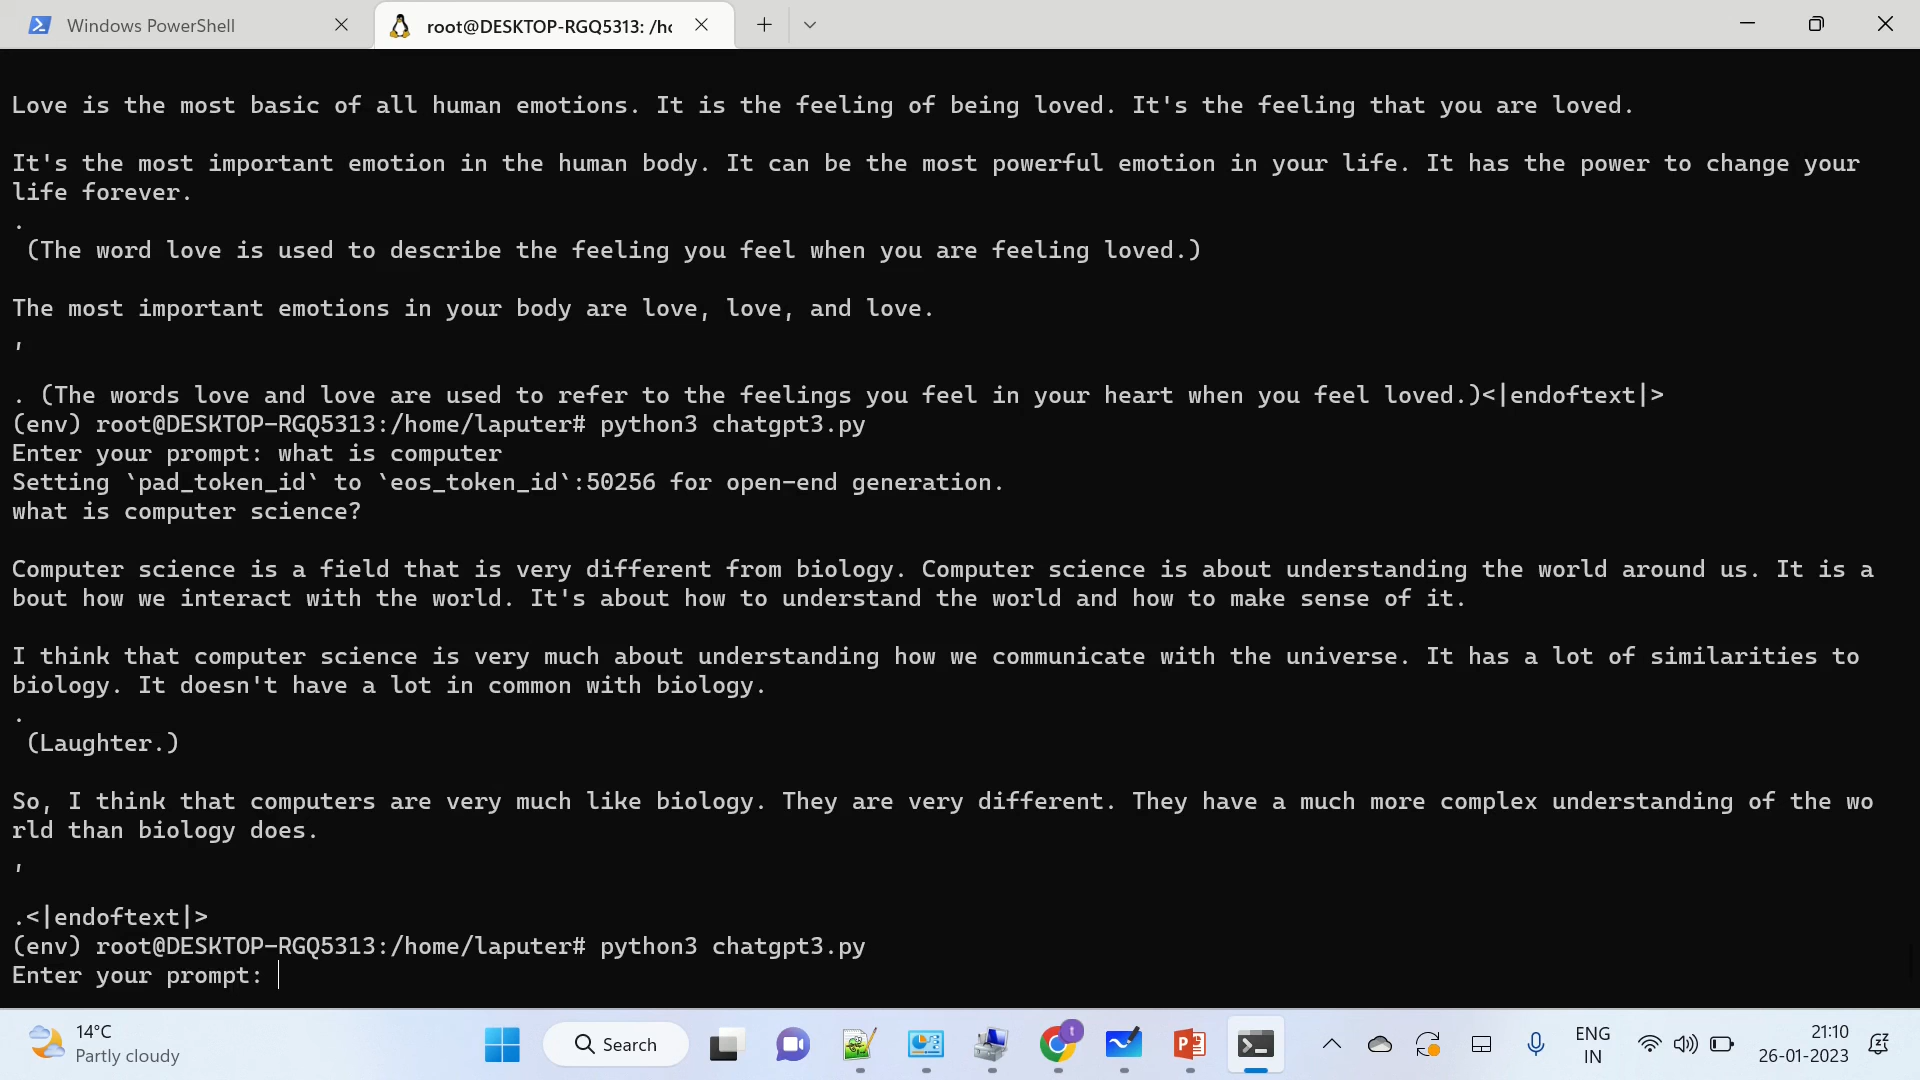 Windows PowerShell
root@DESKTOP-RGQ5313: /hc
Love is the most basic of all human emotions. It is the feeling of being loved. It's the feeling that you are loved.
It's the most important emotion in the human body. It can be the most powerful emotion in your life. It has the power to change your
life forever.
.
(The word love is used to describe the feeling you feel when you are feeling loved.)
The most important emotions in your body are love, love, and love.
,
. (The words love and love are used to refer to the feelings you feel in your heart when you feel loved.)<|endoftext|>
(env) root@DESKTOP-RGQ5313:/home/laputer# python3 chatgpt3.py
Enter your prompt: what is computer
Setting `pad_token_id` to `eos_token_id`:50256 for open-end generation.
what is computer science?
Computer science is a field that is very different from biology. Computer science is about understanding the world around us. It is a
bout how we interact with the world. It's about how to understand the world and how to make sense of it.
I think that computer science is very much about understanding how we communicate with the universe. It has a lot of similarities to
biology. It doesn't have a lot in common with biology.
.
(Laughter.)
So, I think that computers are very much like biology. They are very different. They have a much more complex understanding of the wo
rld than biology does.
,
.<|endoftext|>
(env) root@DESKTOP-RGQ5313:/home/laputer# python3 chatgpt3.py
Enter your prompt:
14°C
Partly cloudy
Search
t
ENG
IN
21:10
26-01-2023